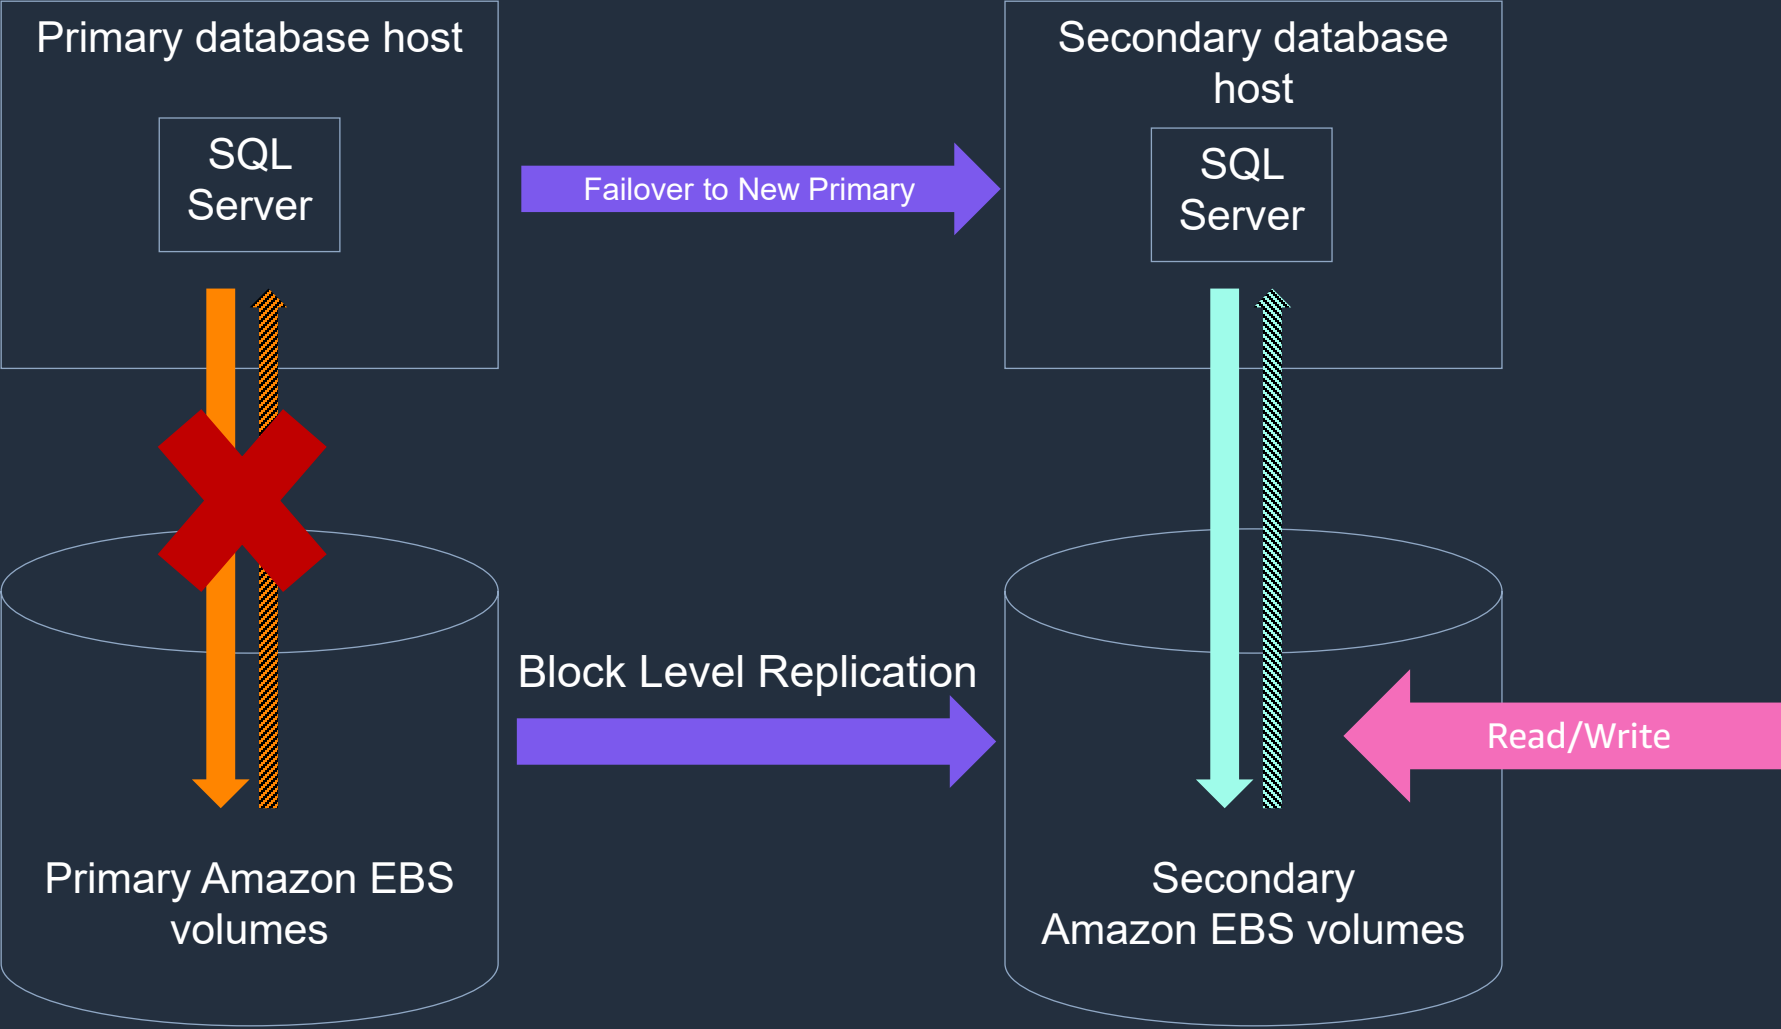 Primary database host
SQL
Server
Failover to New Primary
Secondary database
host
SQL
Server
Block Level Replication
Read/Write
Primary Amazon EBS
volumes
Secondary
Amazon EBS volumes